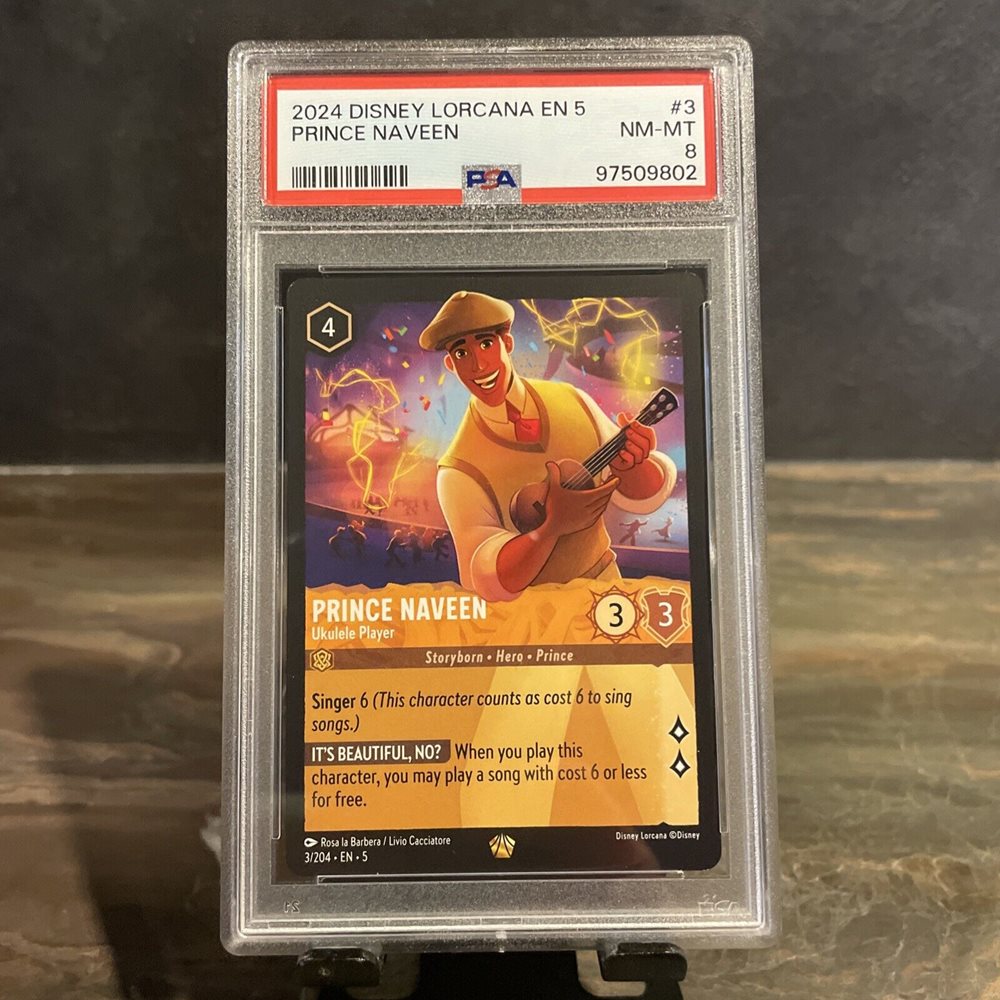 2024 DISNEY LORCANA EN 5 #3
PRINCE NAVEEN NM-MT
8
PSA 97509802
4
PRINCE NAVEEN
Ukulele Player
3 3
Storyborn • Hero • Prince
Singer 6 (This character counts as cost 6 to sing
songs.)
IT'S BEAUTIFUL, NO? When you play this
character, you may play a song with cost 6 or less
for free.
Rosa la Barbera / Livio Cacciatore
Disney Lorcana ©Disney
3/204 • EN • 5